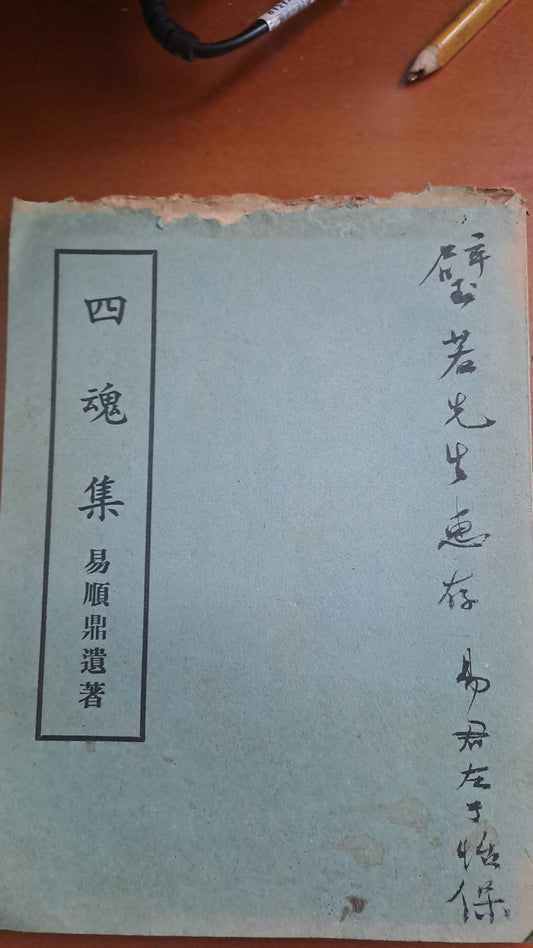 璧若先生惠存 易君左于怡保
四魂集 易順鼎遺著